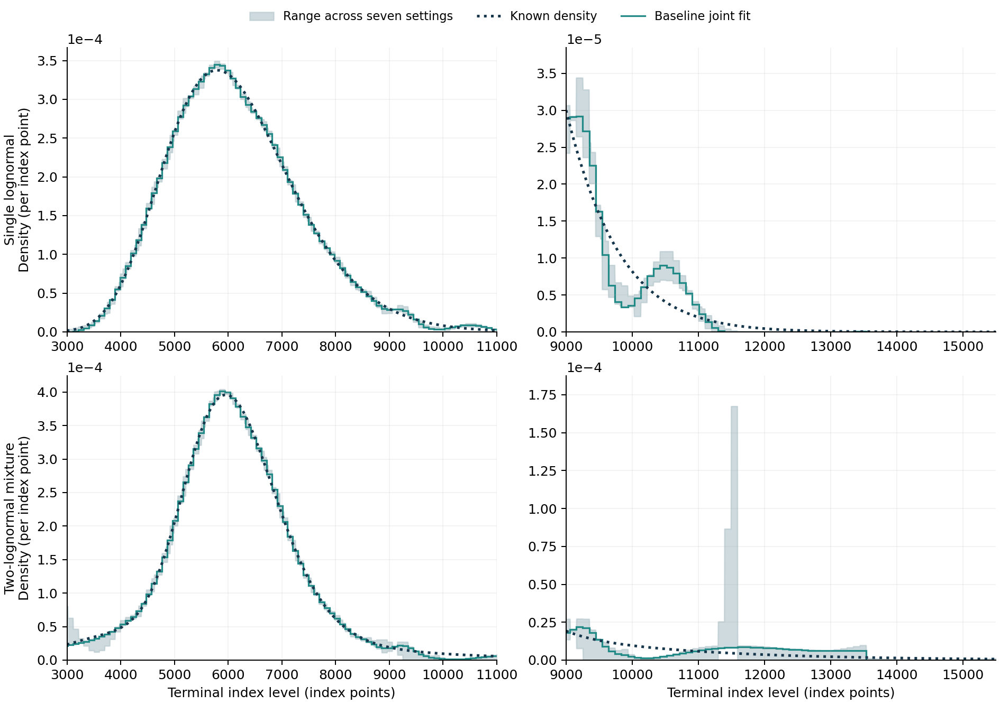 Range across seven settings
Known density
Baseline joint fit
1e−4
3.5
3.0
2.5
2.0
1.5
1.0
0.5
0.0
3000 4000 5000 6000 7000 8000 9000 10000 11000
Single lognormal
Density (per index point)
1e−5
3.5
3.0
2.5
2.0
1.5
1.0
0.5
0.0
9000 10000 11000 12000 13000 14000 15000
1e−4
4.0
3.5
3.0
2.5
2.0
1.5
1.0
0.5
0.0
3000 4000 5000 6000 7000 8000 9000 10000 11000
Two-lognormal mixture
Density (per index point)
Terminal index level (index points)
1e−4
1.75
1.50
1.25
1.00
0.75
0.50
0.25
0.00
9000 10000 11000 12000 13000 14000 15000
Terminal index level (index points)